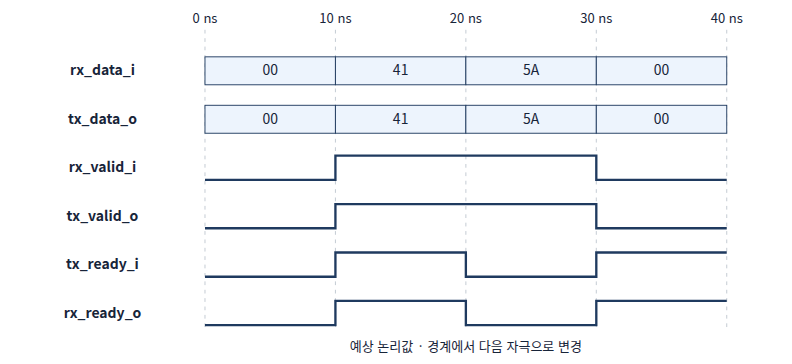 0 ns 10 ns 20 ns 30 ns 40 ns
rx_data_i 00 41 5A 00
tx_data_o 00 41 5A 00
rx_valid_i
tx_valid_o
tx_ready_i
rx_ready_o
예상 논리값 · 경계에서 다음 자극으로 변경